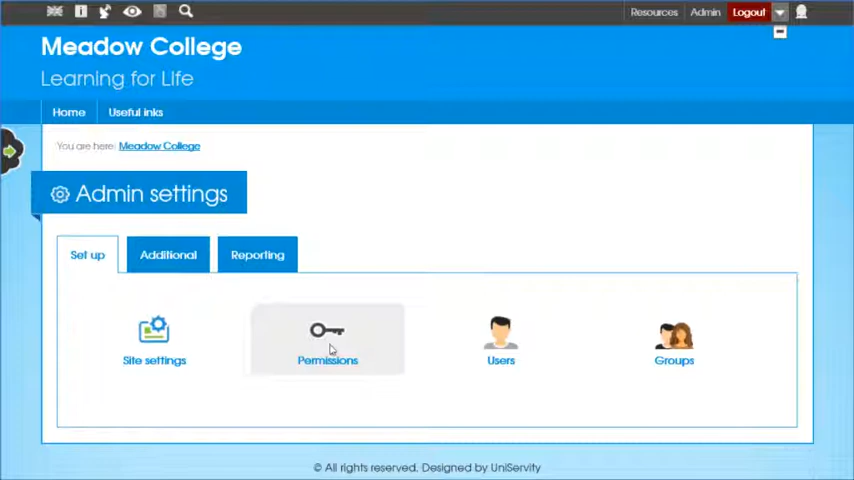 Resources Admin Logout
Meadow College
Learning for Life
Home Useful inks
You are here: Meadow College
Admin settings
Set up Additional Reporting
Site settings Permissions Users Groups
© All rights reserved. Designed by UniServity